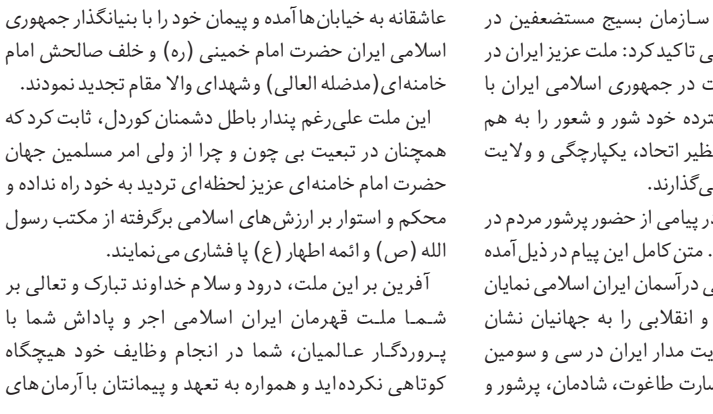 سازمان بسیج مستضعفین در
تاکید کرد: ملت عزیز ایران در
در جمهوری اسلامی ایران با
خود شور و شعور را به هم
اتحاد، یکپارچگی و ولایت
پیامی از حضور پرشور مردم در
. متن کامل این پیام در ذیل آمده
در آسمان ایران اسلامی نمایان
و انقلابی را به جهانیان نشان
مدار ایران در سی و سومین
طاغوت، شادمان، پرشور و
عاشقانه به خیابان‌ها آمده و پیمان خود را با بنیانگذار جمهوری
اسلامی ایران حضرت امام خمینی (ره) و خلف صالحش امام
خامنه‌ای(مدضله العالی) و شهدای والا مقام تجدید نمودند.
این ملت علی‌رغم پندار باطل دشمنان کوردل، ثابت کرد که
همچنان در تبعیت بی چون و چرا از ولی امر مسلمین جهان
حضرت امام خامنه‌ای عزیز لحظه‌ای تردید به خود راه نداده و
محکم و استوار بر ارزش‌های اسلامی برگرفته از مکتب رسول
الله (ص) و ائمه اطهار (ع) پا فشاری می‌نمایند.
آفرین بر این ملت، درود و سلام خداوند تبارک و تعالی بر
شما ملت قهرمان ایران اسلامی اجر و پاداش شما با
پروردگار عالمیان، شما در انجام وظایف خود هیچگاه
کوتاهی نکرده‌اید و همواره به تعهد و پیمانتان با آرمان‌های